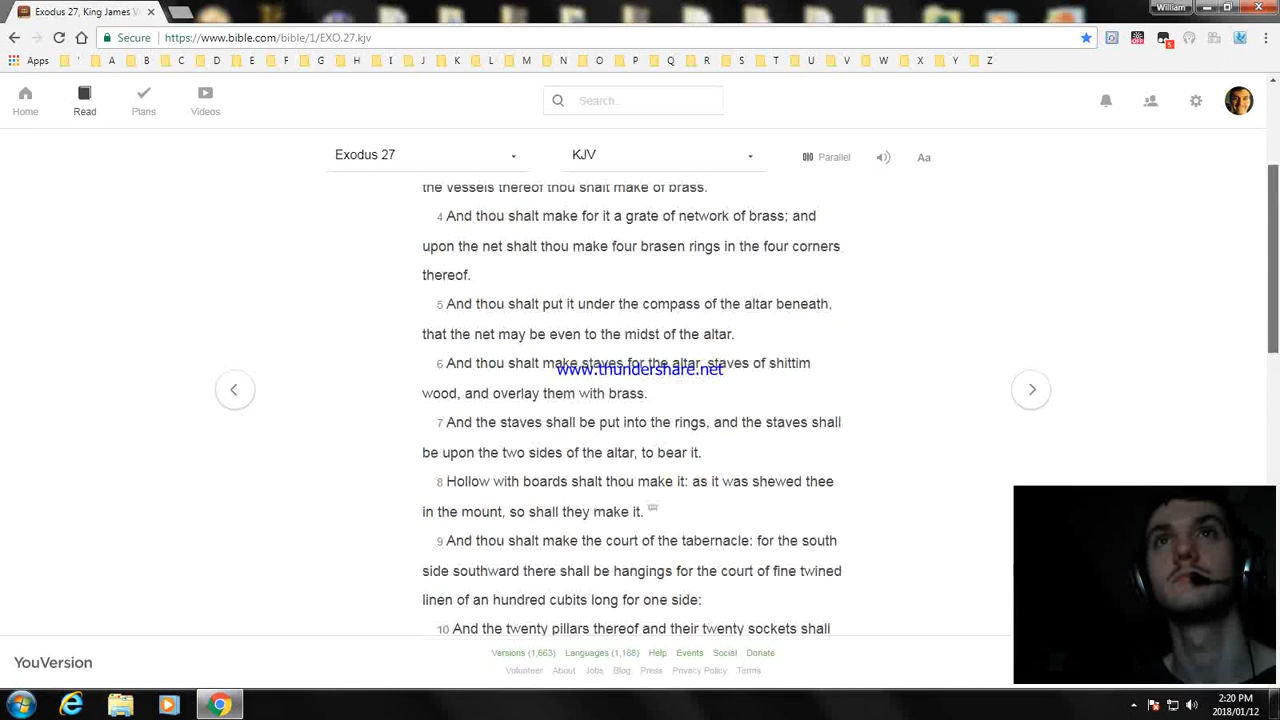 Exodus 27, King James V
William
Secure
https://www.bible.com/bible/1/EXO.27.kjv
Apps A B C D E F G H I J K L M N O P Q R S T U V W X Y Z
Home Read Plans Videos
Search...
Exodus 27 KJV Parallel Aa
the vessels thereof thou shalt make of brass.
4 And thou shalt make for it a grate of network of brass; and
upon the net shalt thou make four brasen rings in the four corners
thereof.
5 And thou shalt put it under the compass of the altar beneath,
that the net may be even to the midst of the altar.
6 And thou shalt make staves for the altar, staves of shittim
www.thundershare.net
wood, and overlay them with brass.
7 And the staves shall be put into the rings, and the staves shall
be upon the two sides of the altar, to bear it.
8 Hollow with boards shalt thou make it: as it was shewed thee
in the mount, so shall they make it.
9 And thou shalt make the court of the tabernacle: for the south
side southward there shall be hangings for the court of fine twined
linen of an hundred cubits long for one side:
10 And the twenty pillars thereof and their twenty sockets shall
YouVersion
Versions (1,663) Languages (1,188) Help Events Social Donate
Volunteer About Jobs Blog Press Privacy Policy Terms
2:20 PM
2018/01/12